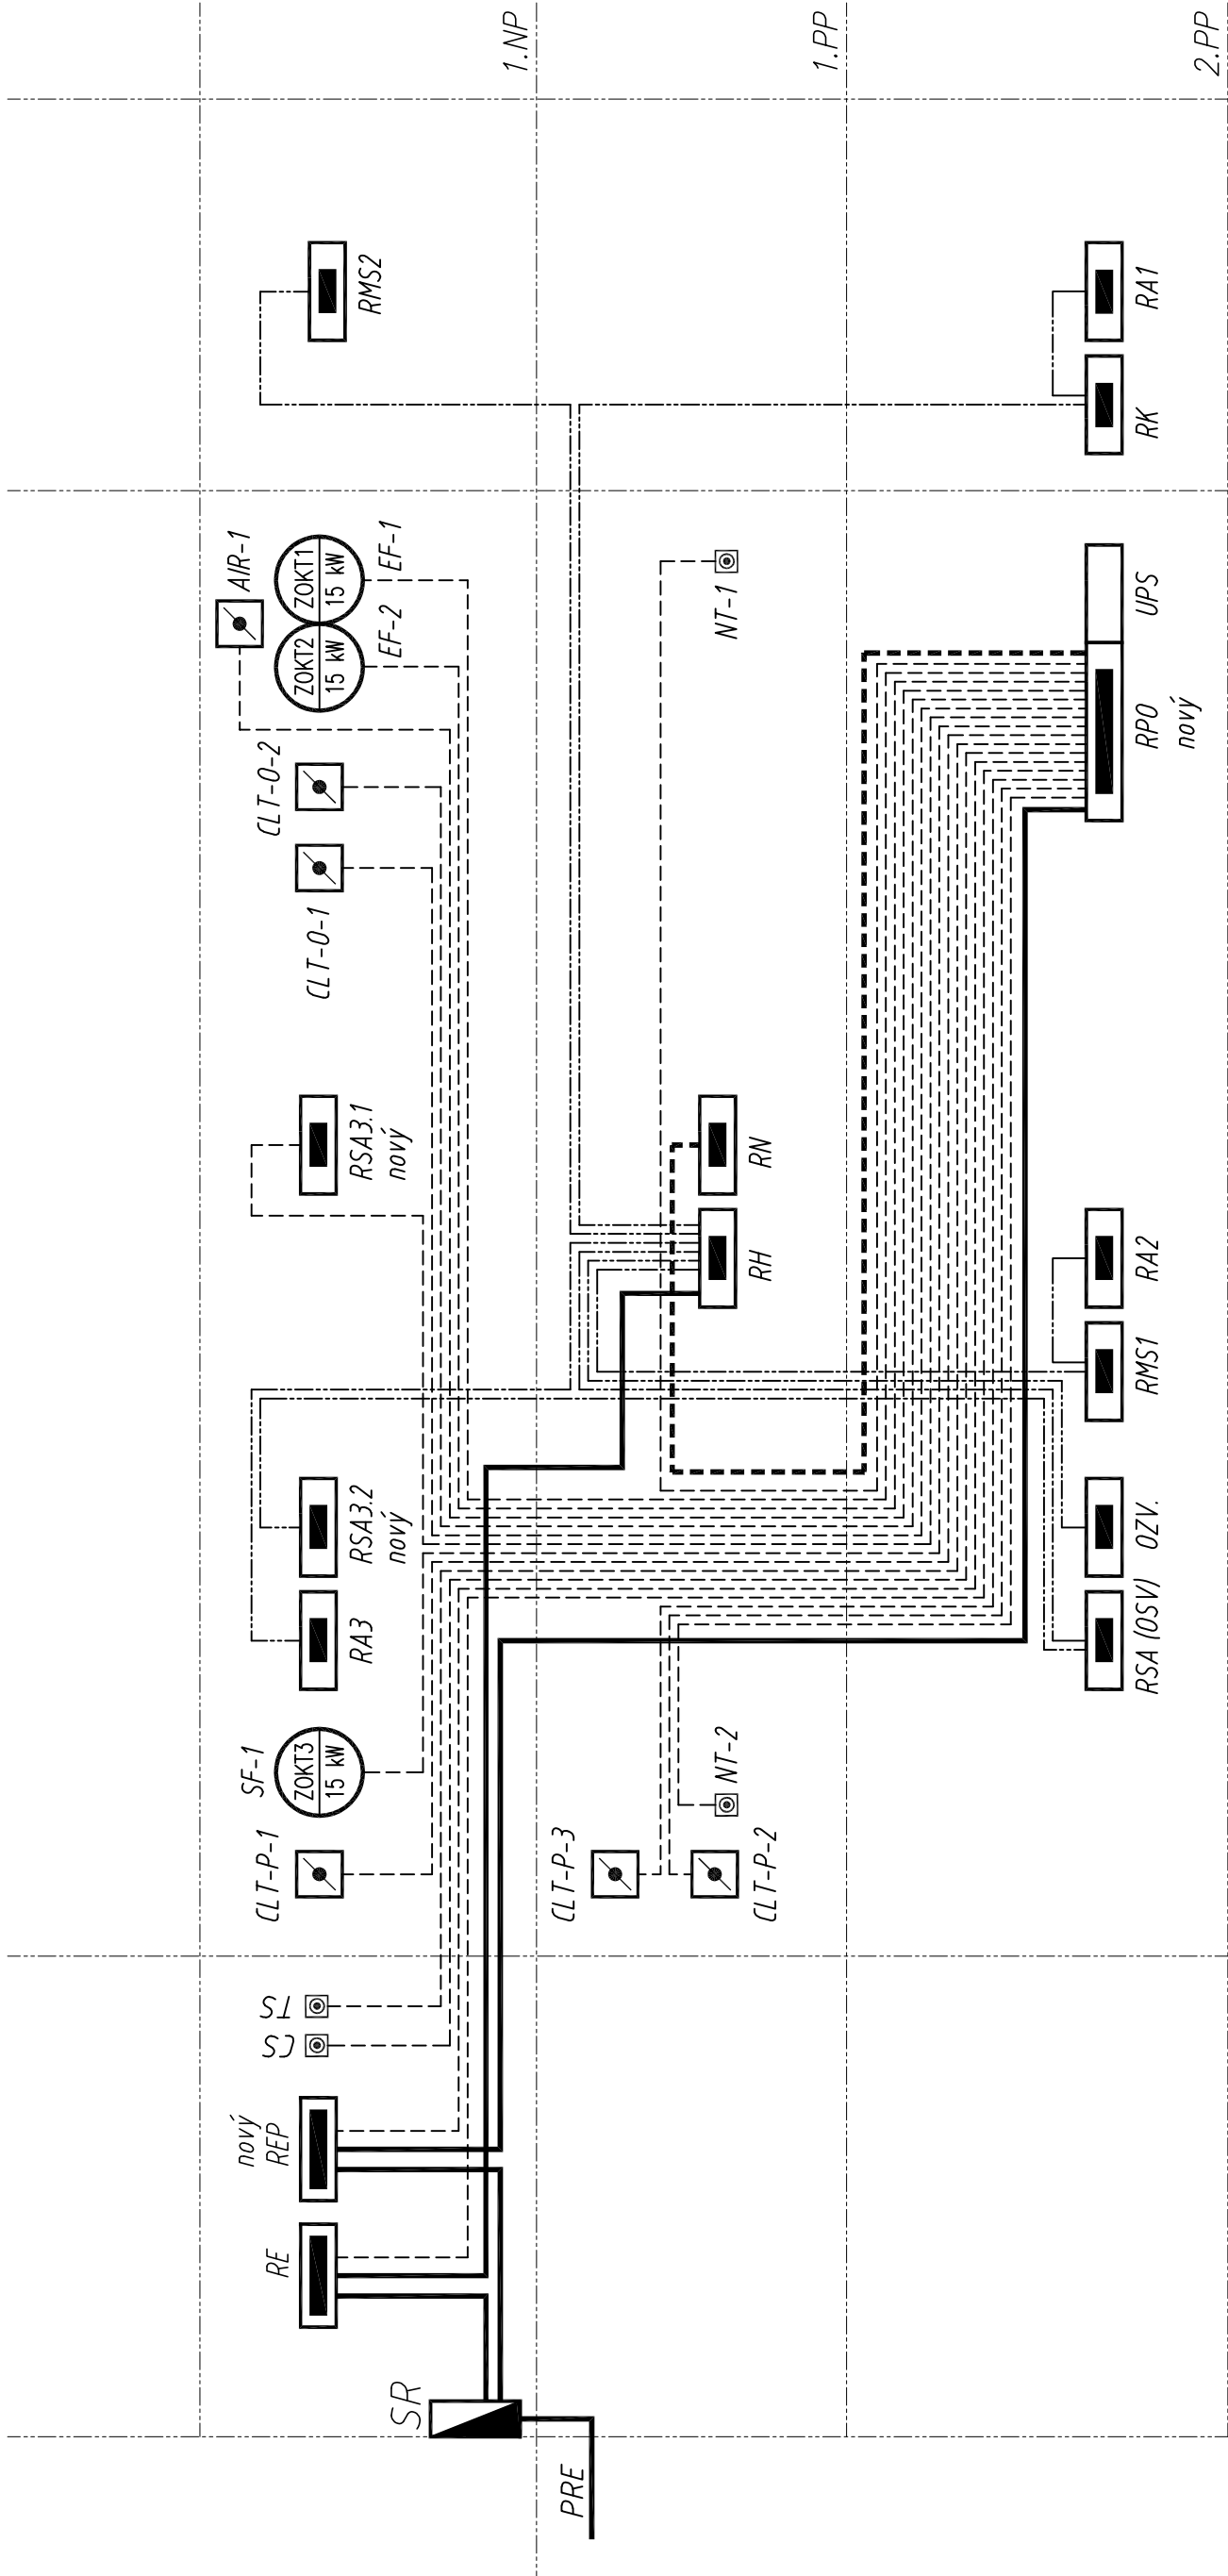 1.NP
1.PP
2.PP
RMS2
RA1
RK
AIR-1
ZOKT1
15 kW
EF-1
ZOKT2
15 kW
EF-2
NT-1
UPS
RPO
nový
CLT-O-2
CLT-O-1
RSA3.1
nový
RN
RH
RA2
RMS1
RSA3.2
nový
RA3
OZV.
RSA (OSV)
SF-1
ZOKT3
15 kW
CLT-P-1
NT-2
CLT-P-3
CLT-P-2
TS
CS
nový
REP
RE
SR
PRE